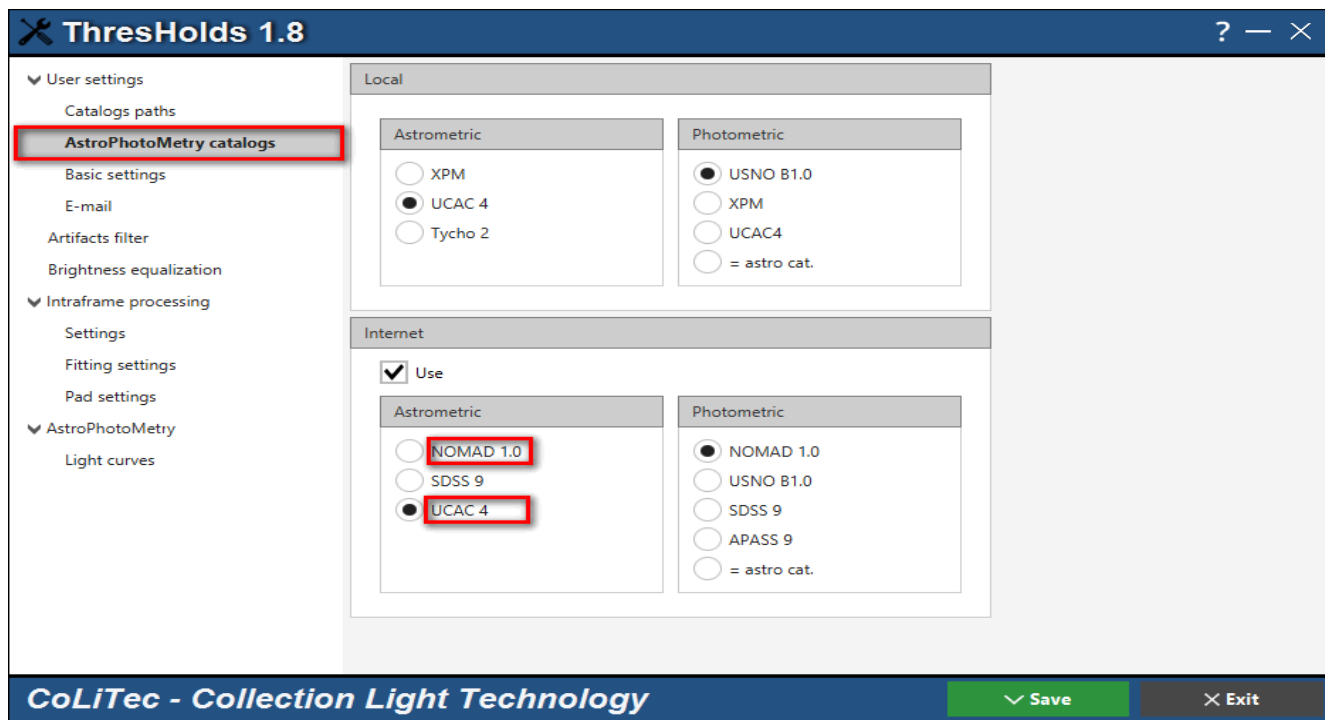 ThresHolds 1.8
? — ×
User settings
Catalogs paths
AstroPhotoMetry catalogs
Basic settings
E-mail
Artifacts filter
Brightness equalization
Intraframe processing
Settings
Fitting settings
Pad settings
AstroPhotoMetry
Light curves
Local
Astrometric
XPM
UCAC 4
Tycho 2
Photometric
USNO B1.0
XPM
UCAC4
= astro cat.
Internet
Use
Astrometric
NOMAD 1.0
SDSS 9
UCAC 4
Photometric
NOMAD 1.0
USNO B1.0
SDSS 9
APASS 9
= astro cat.
CoLiTec - Collection Light Technology
Save
Exit